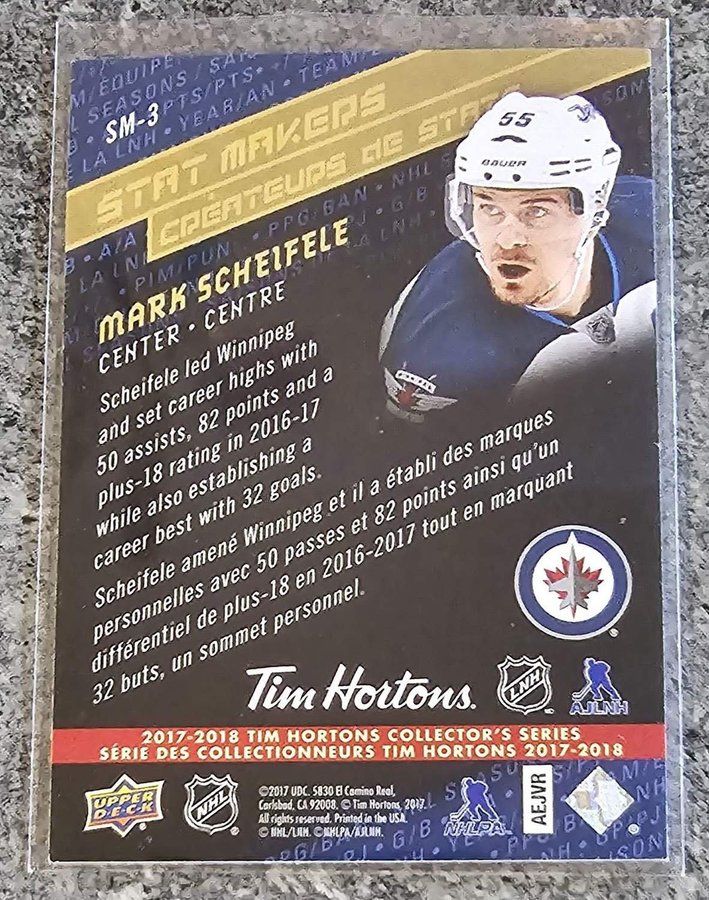 SM-3
STAT MAKERS
CRÉATEURS DE STATS
55
BAUER
MARK SCHEIFELE
CENTER • CENTRE
Scheifele led Winnipeg
and set career highs with
50 assists, 82 points and a
plus-18 rating in 2016-17
while also establishing a
career best with 32 goals.
Scheifele amené Winnipeg et il a établi des marques
personnelles avec 50 passes et 82 points ainsi qu'un
différentiel de plus-18 en 2016-2017 tout en marquant
32 buts, un sommet personnel.
Tim Hortons.
LNH
AJLNH
2017-2018 TIM HORTONS COLLECTOR'S SERIES
SÉRIE DES COLLECTIONNEURS TIM HORTONS 2017-2018
UPPER DECK
NHL
©2017 UDC. 5830 El Camino Real,
Carlsbad, CA 92008. © Tim Hortons, 2017.
All rights reserved. Printed in the USA.
© NHL/LNH. ©NHLPA/AJLNH.
NHLPA
AEJVR